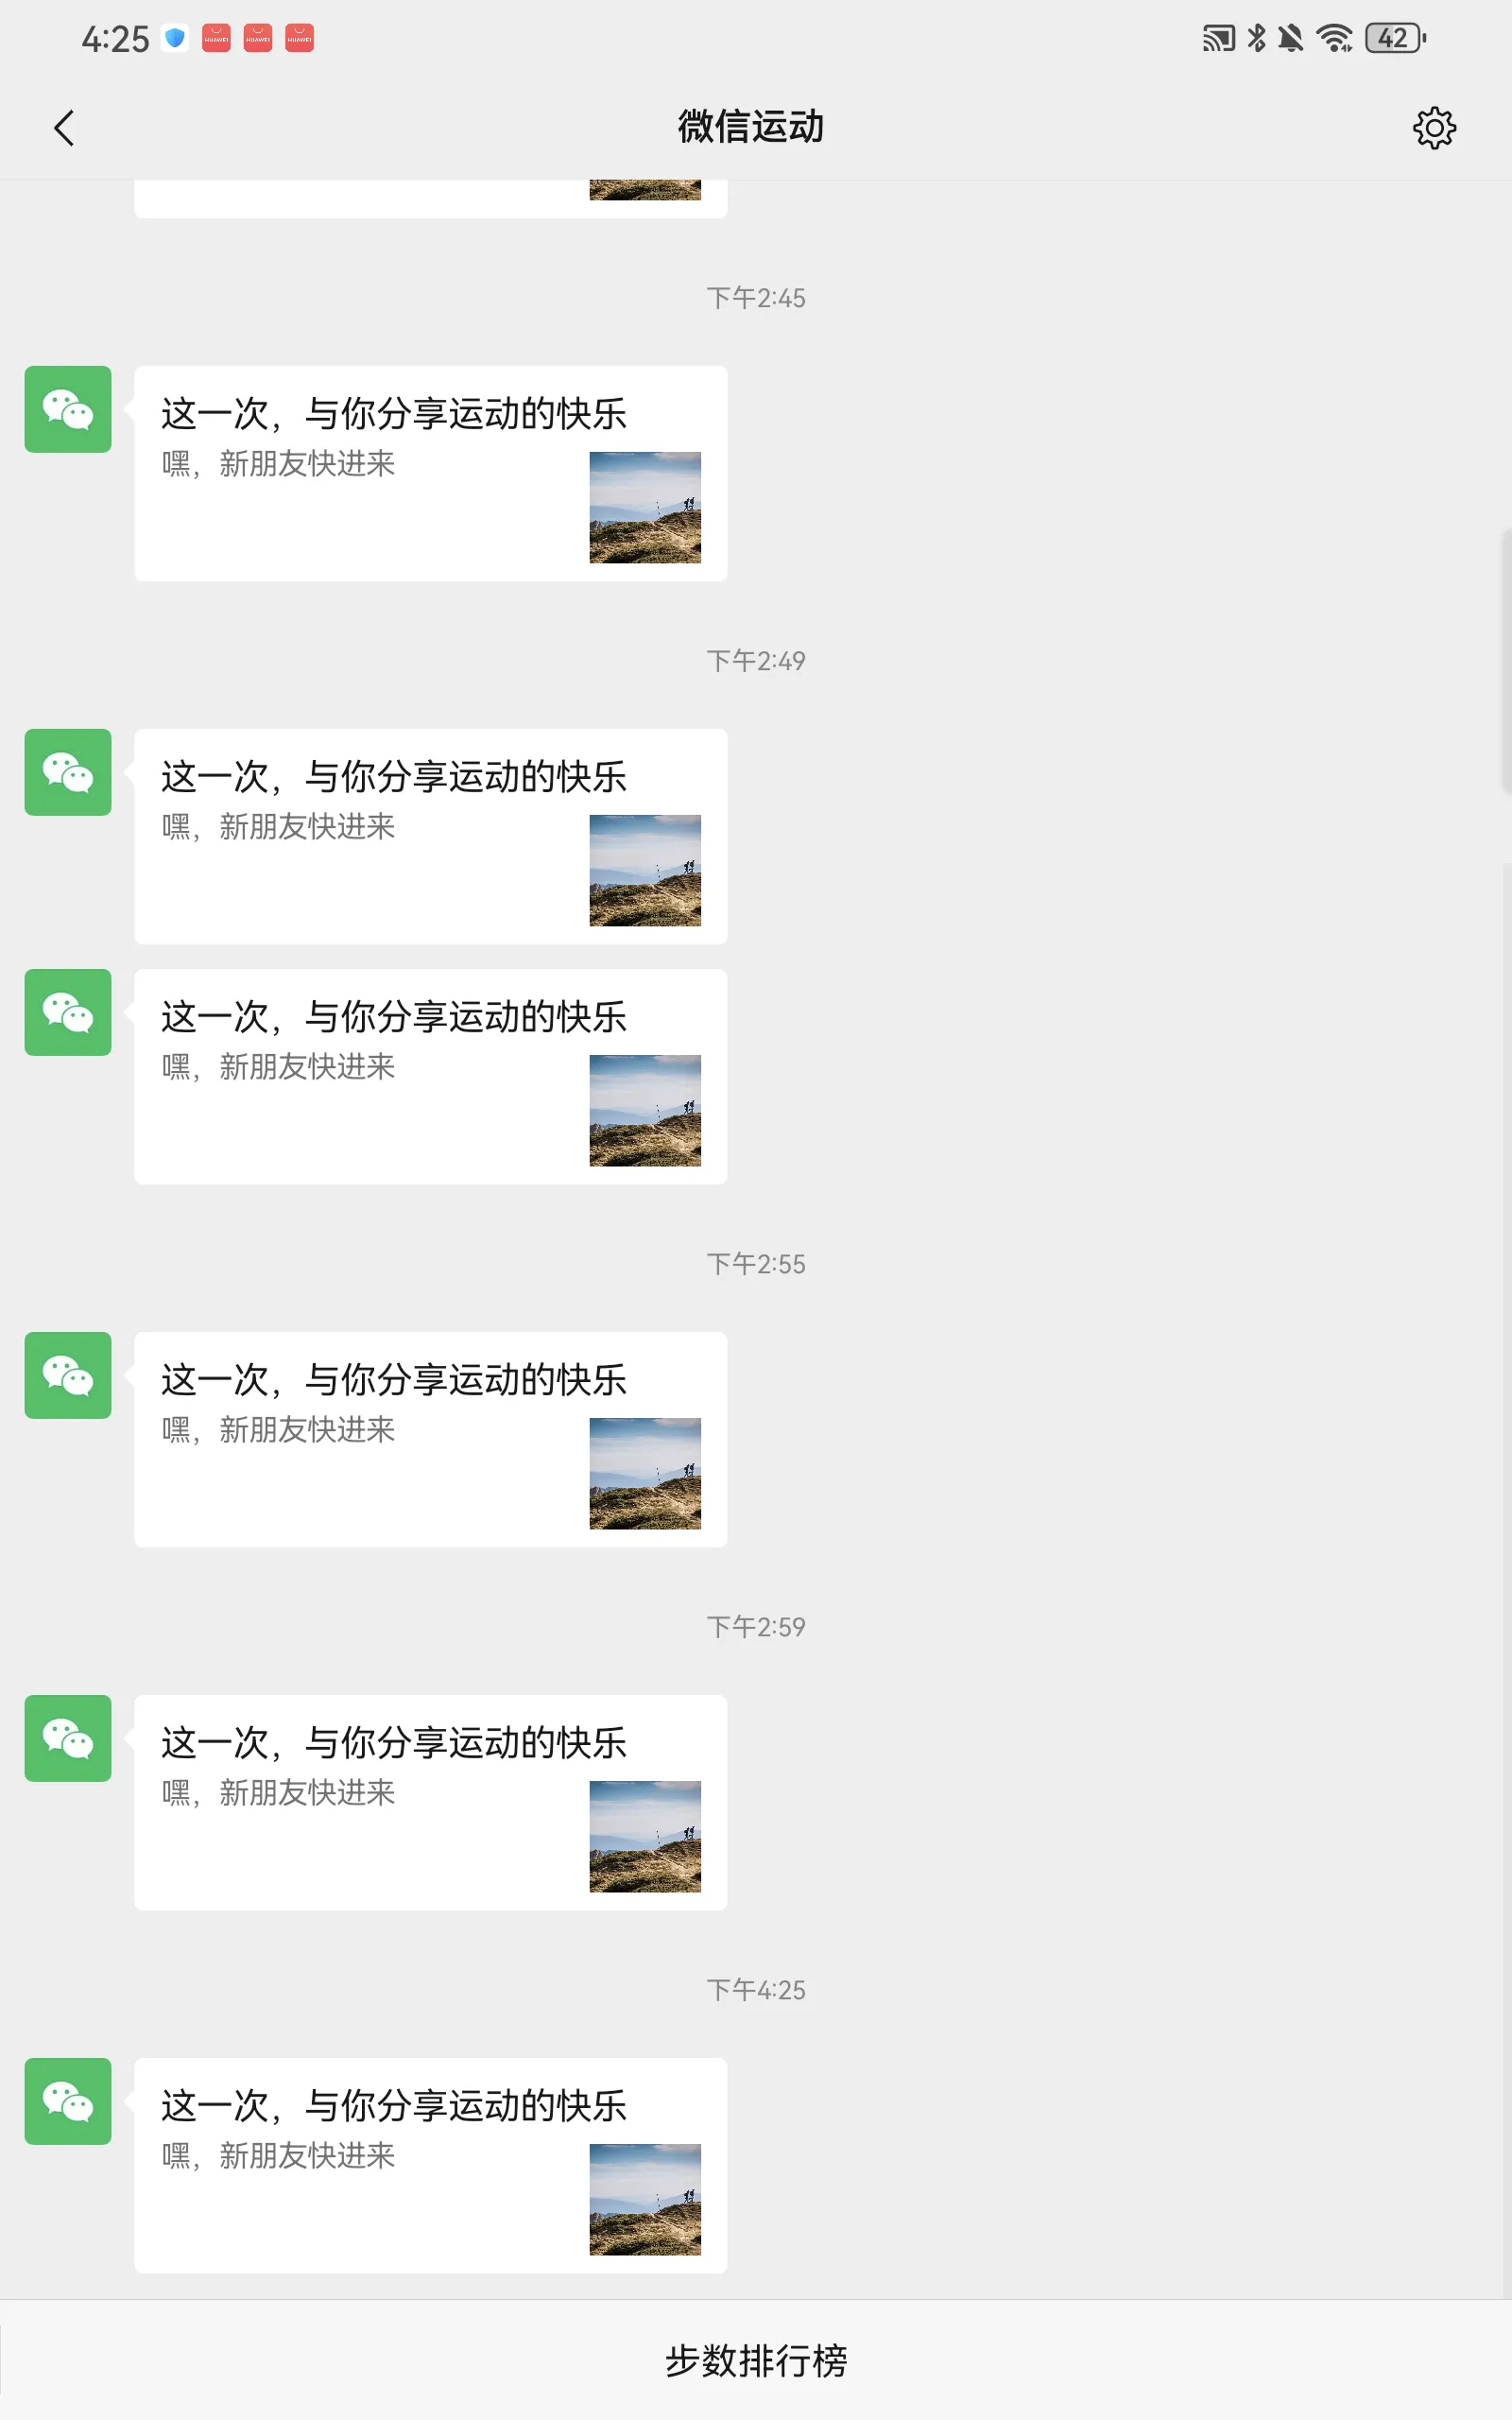 4:25
HUAWEI HUAWEI HUAWEI
42
微信运动
下午2:45
这一次，与你分享运动的快乐
嘿，新朋友快进来
下午2:49
这一次，与你分享运动的快乐
嘿，新朋友快进来
这一次，与你分享运动的快乐
嘿，新朋友快进来
下午2:55
这一次，与你分享运动的快乐
嘿，新朋友快进来
下午2:59
这一次，与你分享运动的快乐
嘿，新朋友快进来
下午4:25
这一次，与你分享运动的快乐
嘿，新朋友快进来
步数排行榜